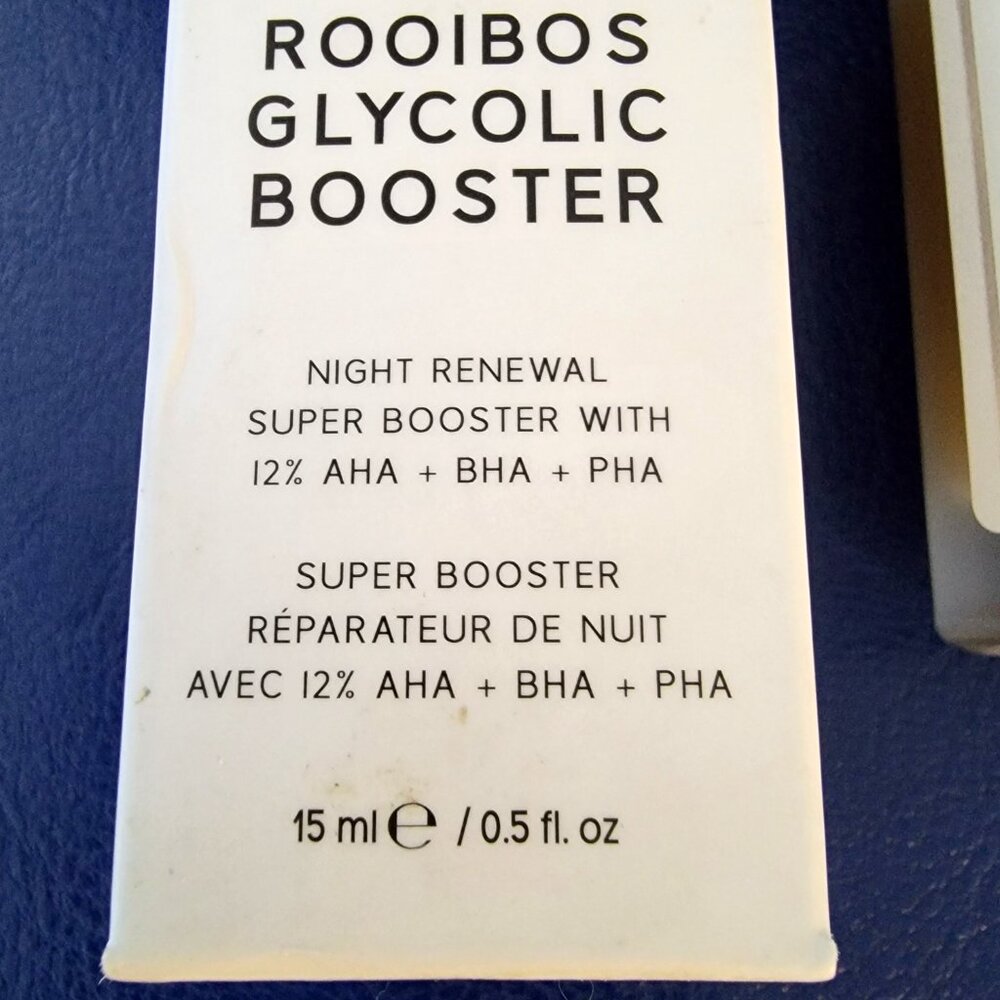 ROOIBOS
GLYCOLIC
BOOSTER
NIGHT RENEWAL
SUPER BOOSTER WITH
12% AHA + BHA + PHA
SUPER BOOSTER
RÉPARATEUR DE NUIT
AVEC 12% AHA + BHA + PHA
15 ml ℮ / 0.5 fl. oz